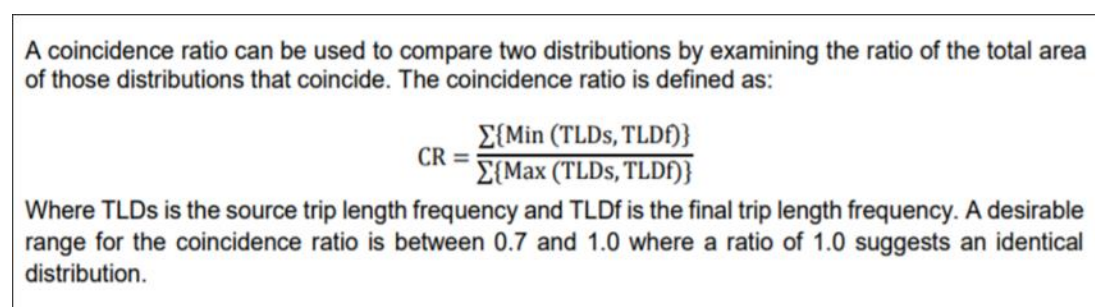 A coincidence ratio can be used to compare two distributions by examining the ratio of the total area
of those distributions that coincide. The coincidence ratio is defined as:
CR = ∑{Min (TLDs, TLDf)}
∑{Max (TLDs, TLDf)}
Where TLDs is the source trip length frequency and TLDf is the final trip length frequency. A desirable
range for the coincidence ratio is between 0.7 and 1.0 where a ratio of 1.0 suggests an identical
distribution.